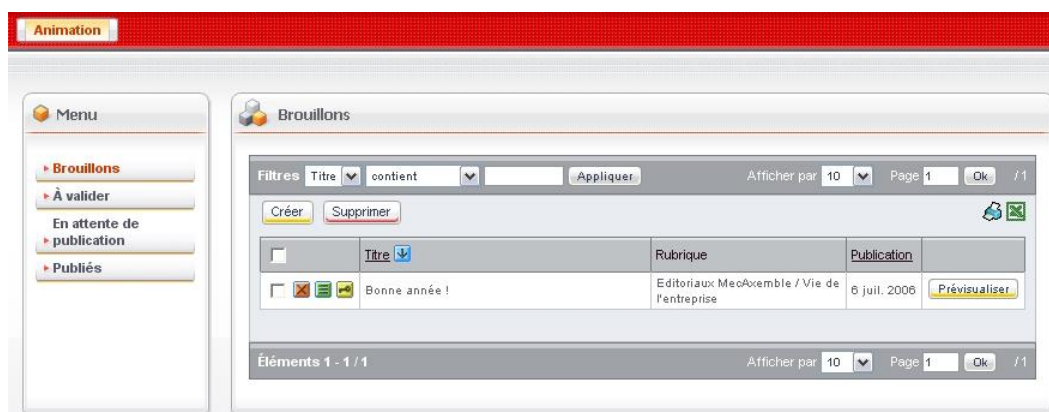 Animation
Menu
Brouillons
À valider
En attente de
publication
Publiés
Brouillons
Filtres Titre contient Appliquer Afficher par 10 Page 1 Ok / 1
Créer Supprimer
Titre Rubrique Publication
Bonne année ! Editoriaux MecAxemble / Vie de
l'entreprise 6 juil. 2006 Prévisualiser
Éléments 1 - 1 / 1 Afficher par 10 Page 1 Ok / 1